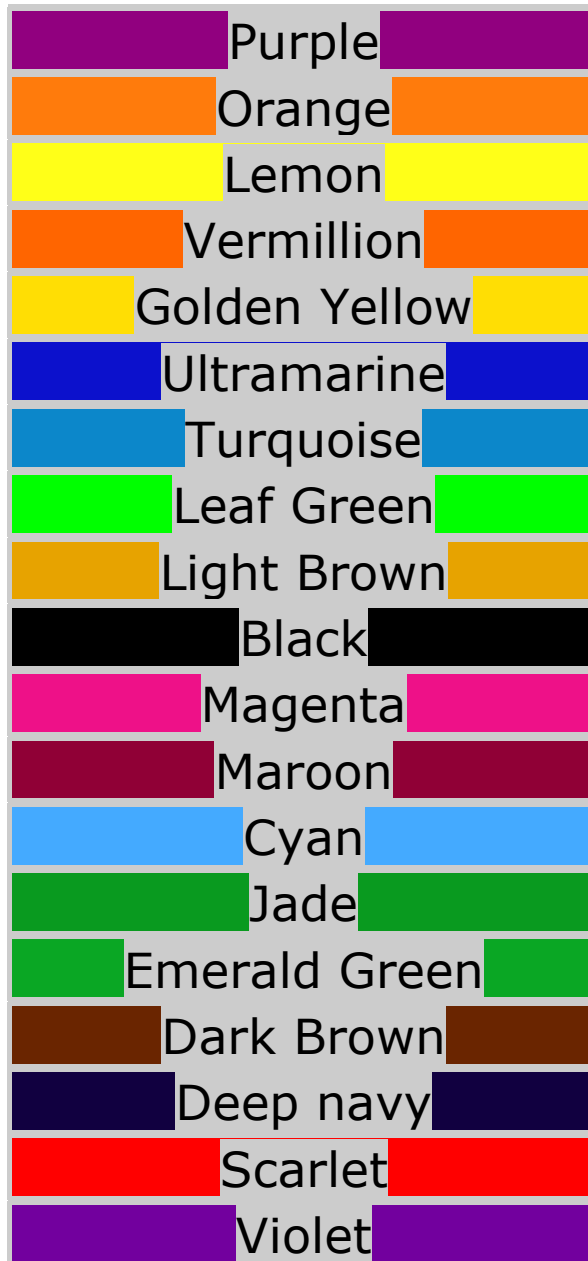 Purple
Orange
Lemon
Vermillion
Golden Yellow
Ultramarine
Turquoise
Leaf Green
Light Brown
Black
Magenta
Maroon
Cyan
Jade
Emerald Green
Dark Brown
Deep navy
Scarlet
Violet